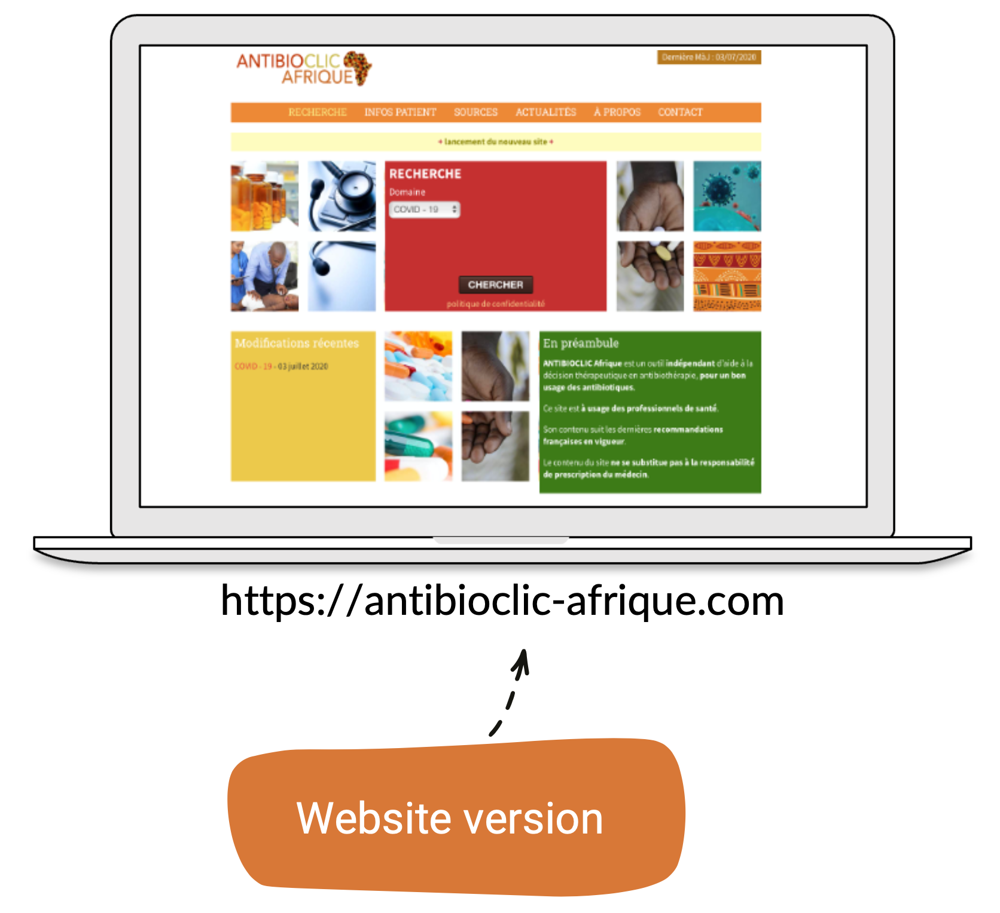 ANTIBIOCLIC
AFRIQUE
Dernière MàJ : 03/07/2020
RECHERCHE INFOS PATIENT SOURCES ACTUALITÉS À PROPOS CONTACT
+ lancement du nouveau site +
RECHERCHE
Domaine
COVID - 19
CHERCHER
politique de confidentialité
Modifications récentes
COVID - 19 - 03 juillet 2020
En préambule
ANTIBIOCLIC Afrique est un outil indépendant d'aide à la
décision thérapeutique en antibiothérapie, pour un bon
usage des antibiotiques.
Ce site est à usage des professionnels de santé.
Son contenu suit les dernières recommandations
françaises en vigueur.
Le contenu du site ne se substitue pas à la responsabilité
de prescription du médecin.
https://antibioclic-afrique.com
Website version